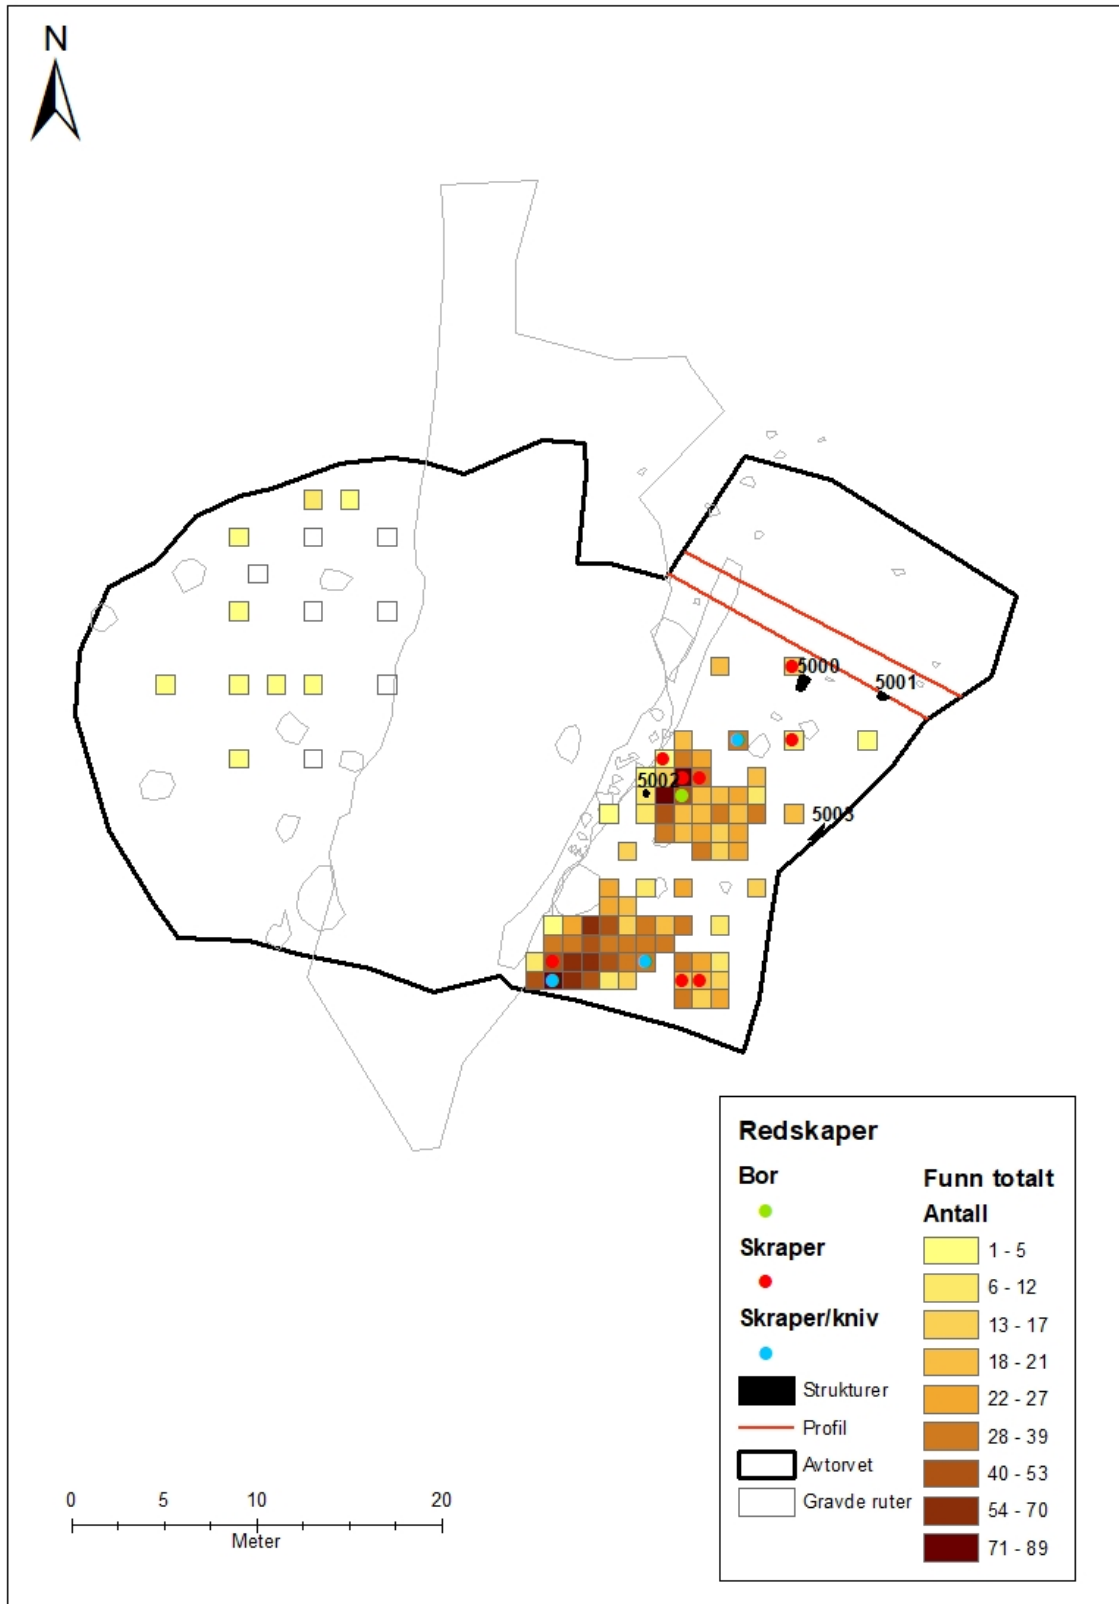 N
5000
5001
5002
5003
Redskaper
Bor
Skraper
Skraper/kniv
Strukturer
Profil
Avtorvet
Gravde ruter
Funn totalt
Antall
1 - 5
6 - 12
13 - 17
18 - 21
22 - 27
28 - 39
40 - 53
54 - 70
71 - 89
0 5 10 20
Meter